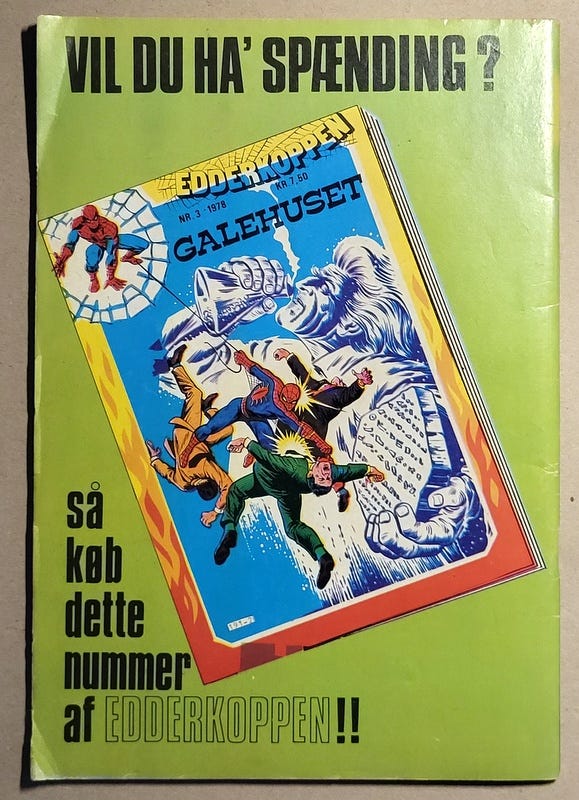 VIL DU HA' SPÆNDING?
EDDERKOPPEN
NR. 3 - 1978
KR 7,50
GALEHUSET
så
køb
dette
nummer
af EDDERKOPPEN!!